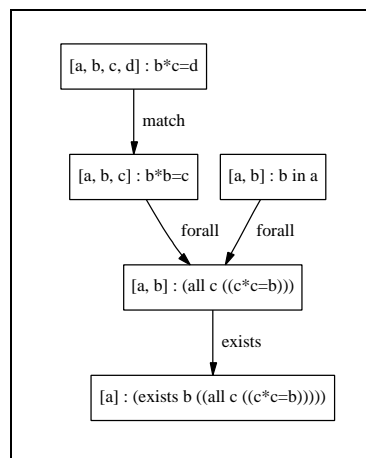 [a, b, c, d] : b*c=d
match
[a, b, c] : b*b=c
[a, b] : b in a
forall
forall
[a, b] : (all c ((c*c=b)))
exists
[a] : (exists b ((all c ((c*c=b)))))